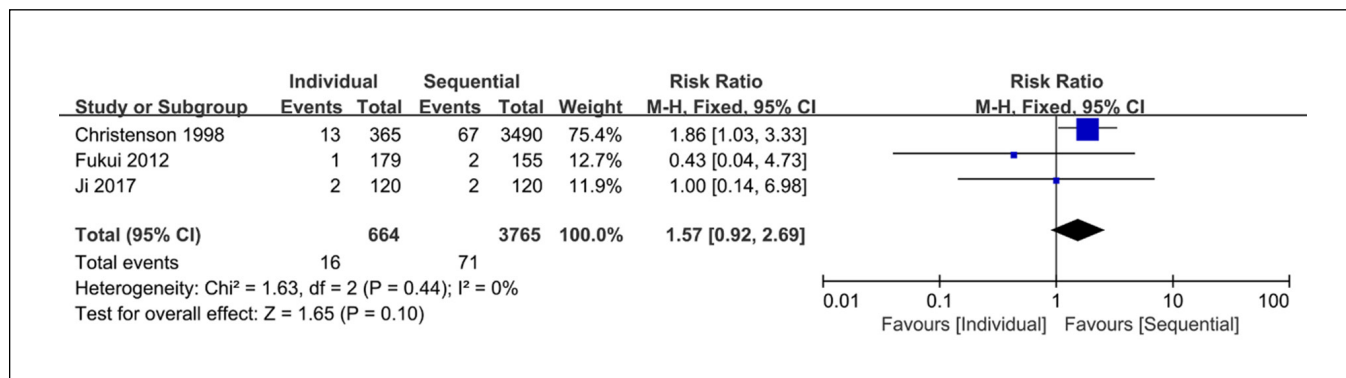 Individual Sequential Risk Ratio Risk Ratio
Study or Subgroup Events Total Events Total Weight M-H, Fixed, 95% CI M-H, Fixed, 95% CI
Christenson 1998 13 365 67 3490 75.4% 1.86 [1.03, 3.33]
Fukui 2012 1 179 2 155 12.7% 0.43 [0.04, 4.73]
Ji 2017 2 120 2 120 11.9% 1.00 [0.14, 6.98]
Total (95% CI) 664 3765 100.0% 1.57 [0.92, 2.69]
Total events 16 71
Heterogeneity: Chi² = 1.63, df = 2 (P = 0.44); I² = 0%
Test for overall effect: Z = 1.65 (P = 0.10)
0.01 0.1 1 10 100
Favours [Individual] Favours [Sequential]